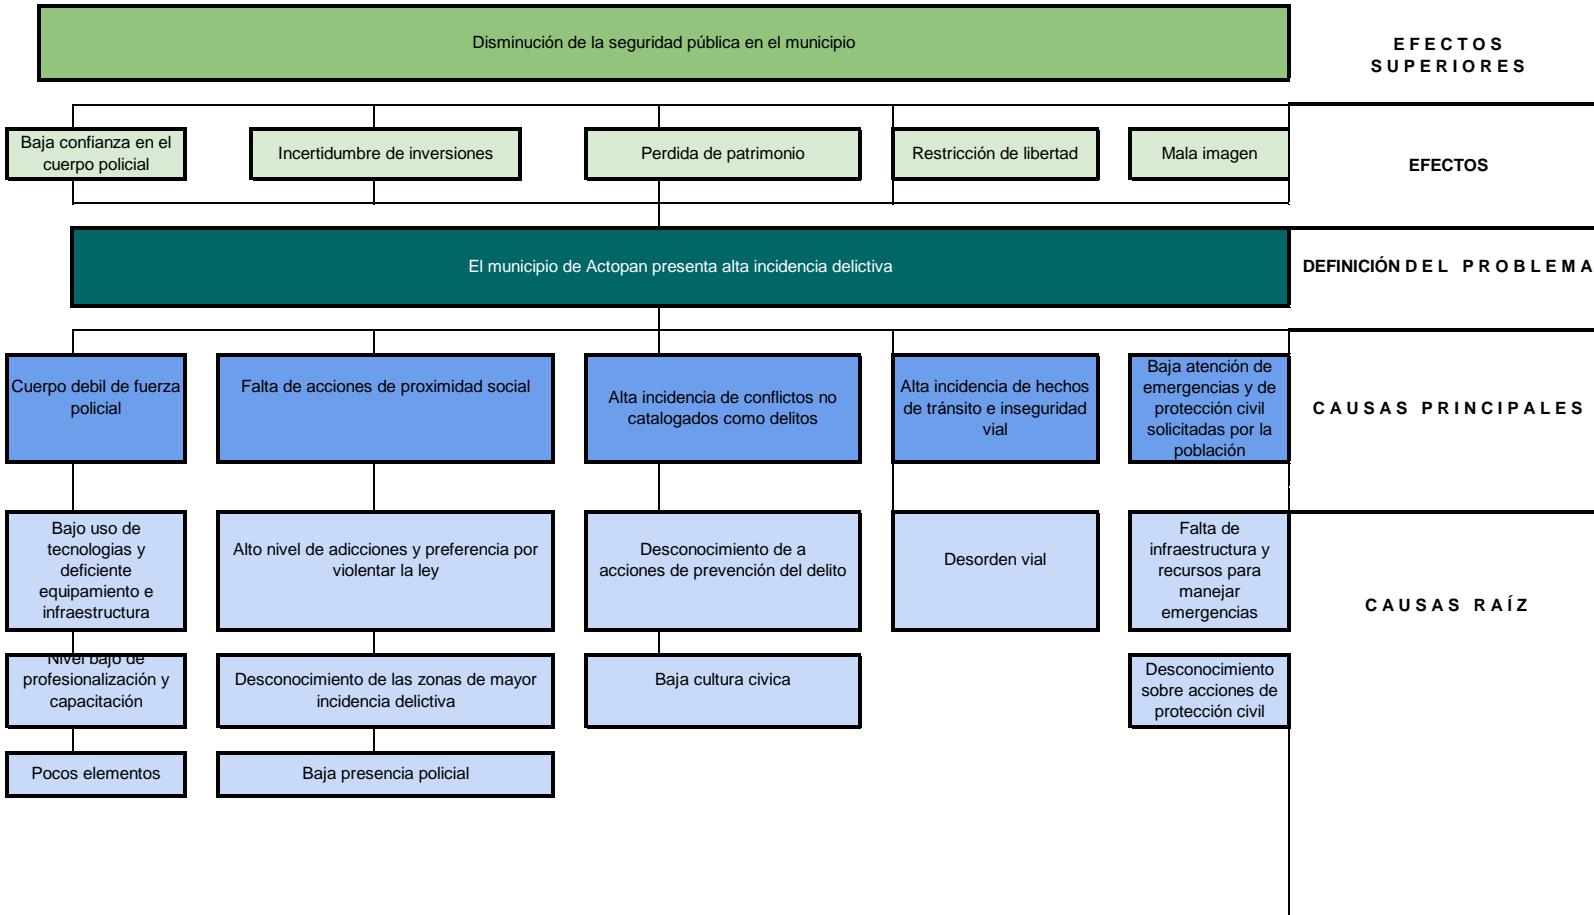 Disminución de la seguridad pública en el municipio
E F E C T O S
S U P E R I O R E S
Baja confianza en el
cuerpo policial
Incertidumbre de inversiones
Perdida de patrimonio
Restricción de libertad
Mala imagen
EFECTOS
El municipio de Actopan presenta alta incidencia delictiva
DEFINICIÓN D E L P R O B L E M A
Cuerpo debil de fuerza
policial
Falta de acciones de proximidad social
Alta incidencia de conflictos no
catalogados como delitos
Alta incidencia de hechos
de tránsito e inseguridad
vial
Baja atención de
emergencias y de
protección civil
solicitadas por la
población
C A U S A S P R I N C I P A L E S
Bajo uso de
tecnologias y
deficiente
equipamiento e
infraestructura
Alto nivel de adicciones y preferencia por
violentar la ley
Desconocimiento de a
acciones de prevención del delito
Desorden vial
Falta de
infraestructura y
recursos para
manejar
emergencias
C A U S A S R A Í Z
Nivel bajo de
profesionalización y
capacitación
Desconocimiento de las zonas de mayor
incidencia delictiva
Baja cultura civica
Desconocimiento
sobre acciones de
protección civil
Pocos elementos
Baja presencia policial